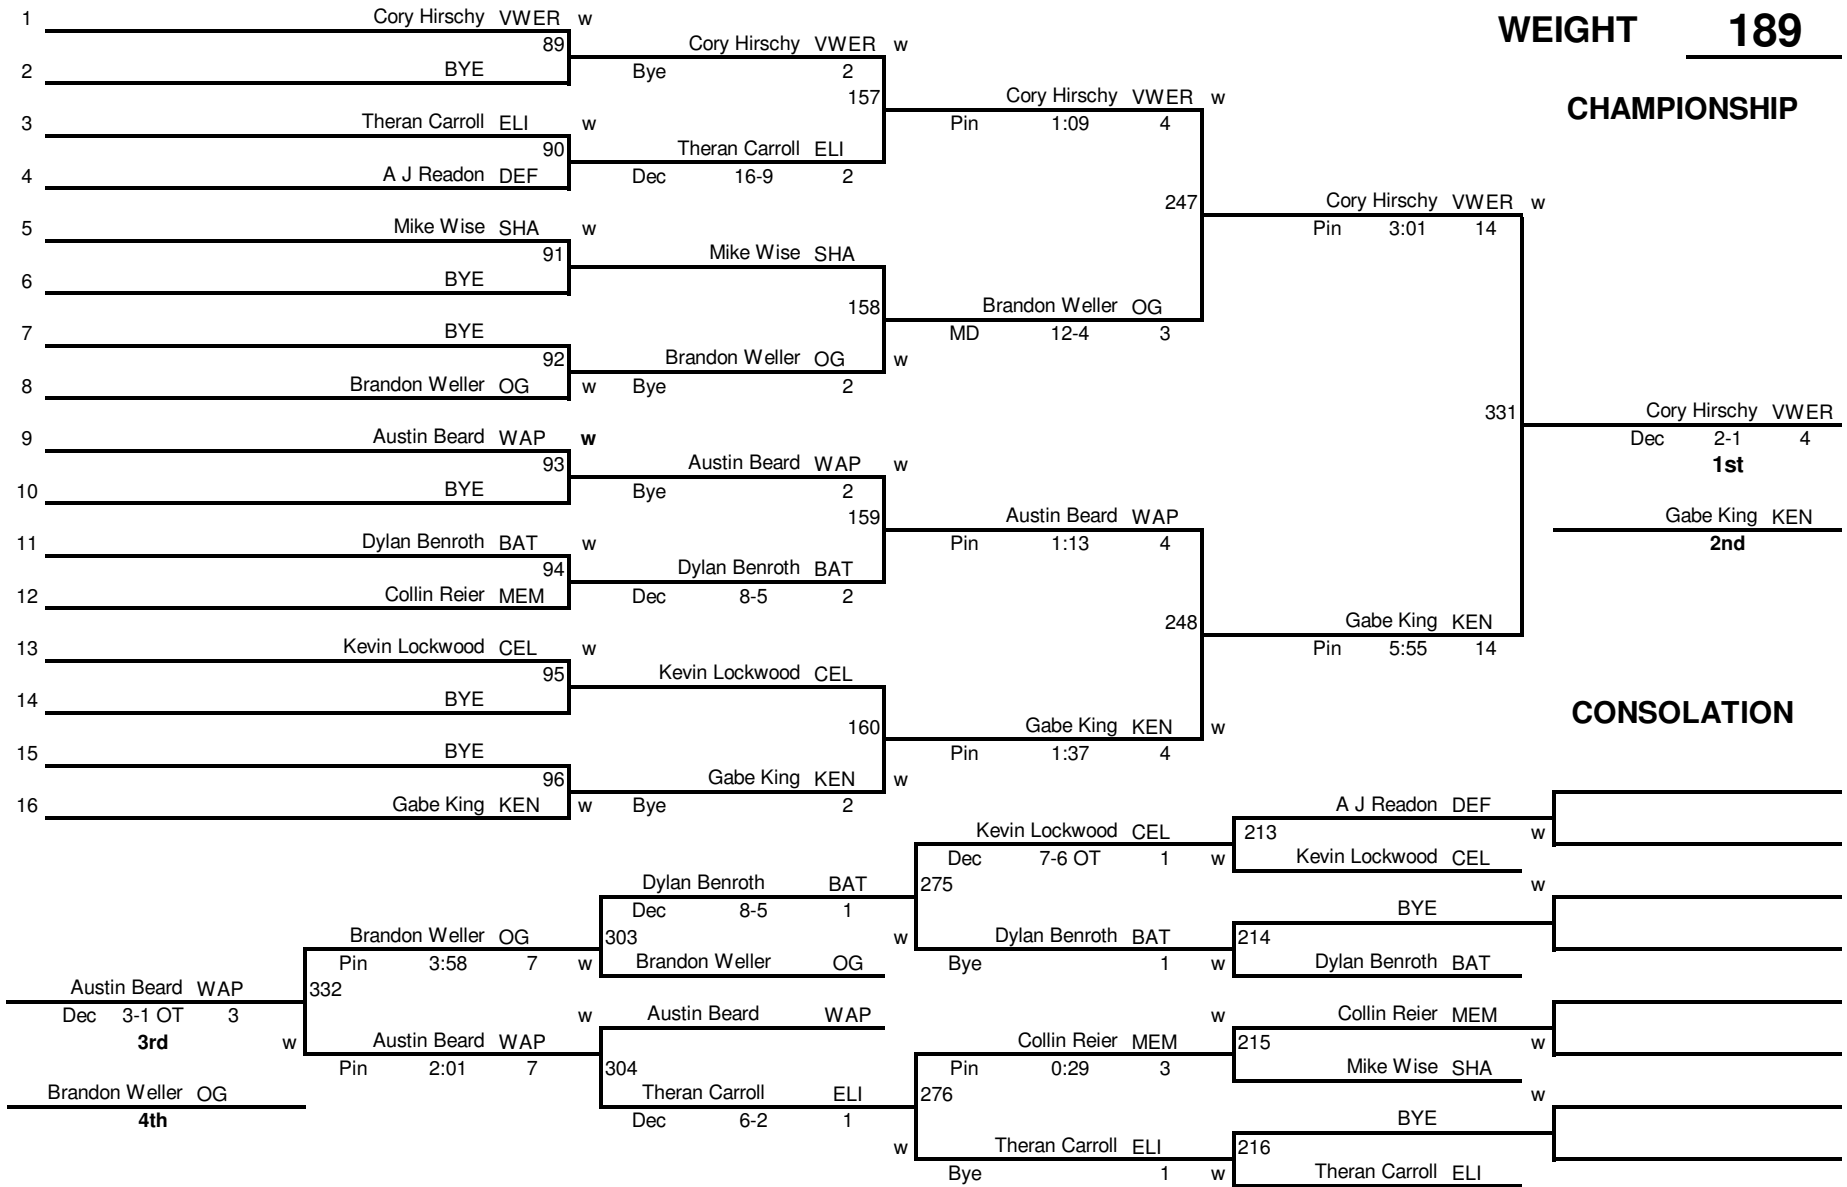 WEIGHT 189
CHAMPIONSHIP
1 Cory Hirschy VWER w
89 Cory Hirschy VWER w
2 BYE Bye 2
157 Cory Hirschy VWER w
3 Theran Carroll ELI w Pin 1:09 4
90 Theran Carroll ELI
4 A J Readon DEF Dec 16-9 2
247 Cory Hirschy VWER w
5 Mike Wise SHA w Pin 3:01 14
91 Mike Wise SHA
6 BYE
158 Brandon Weller OG
7 BYE MD 12-4 3
92 Brandon Weller OG w
8 Brandon Weller OG w Bye 2
331 Cory Hirschy VWER
9 Austin Beard WAP w Dec 2-1 4
93 Austin Beard WAP w 1st
10 BYE Bye 2
159 Austin Beard WAP Gabe King KEN
11 Dylan Benroth BAT w Pin 1:13 4 2nd
94 Dylan Benroth BAT
12 Collin Reier MEM Dec 8-5 2
248 Gabe King KEN
13 Kevin Lockwood CEL w Pin 5:55 14
95 Kevin Lockwood CEL
14 BYE
CONSOLATION
160 Gabe King KEN w
15 BYE Pin 1:37 4
96 Gabe King KEN w
16 Gabe King KEN w Bye 2
A J Readon DEF
Kevin Lockwood CEL 213 w
Dec 7-6 OT 1 w Kevin Lockwood CEL
Dylan Benroth BAT 275 w
Dec 8-5 1 BYE
Brandon Weller OG 303 w Dylan Benroth BAT 214
Pin 3:58 7 w Brandon Weller OG Bye 1 w Dylan Benroth BAT
Austin Beard WAP 332
Dec 3-1 OT 3 w Austin Beard WAP w Collin Reier MEM
3rd w Austin Beard WAP Collin Reier MEM 215 w
Pin 2:01 7 304 Pin 0:29 3 Mike Wise SHA
Brandon Weller OG Theran Carroll ELI 276 w
4th Dec 6-2 1 BYE
w Theran Carroll ELI 216
Bye 1 w Theran Carroll ELI